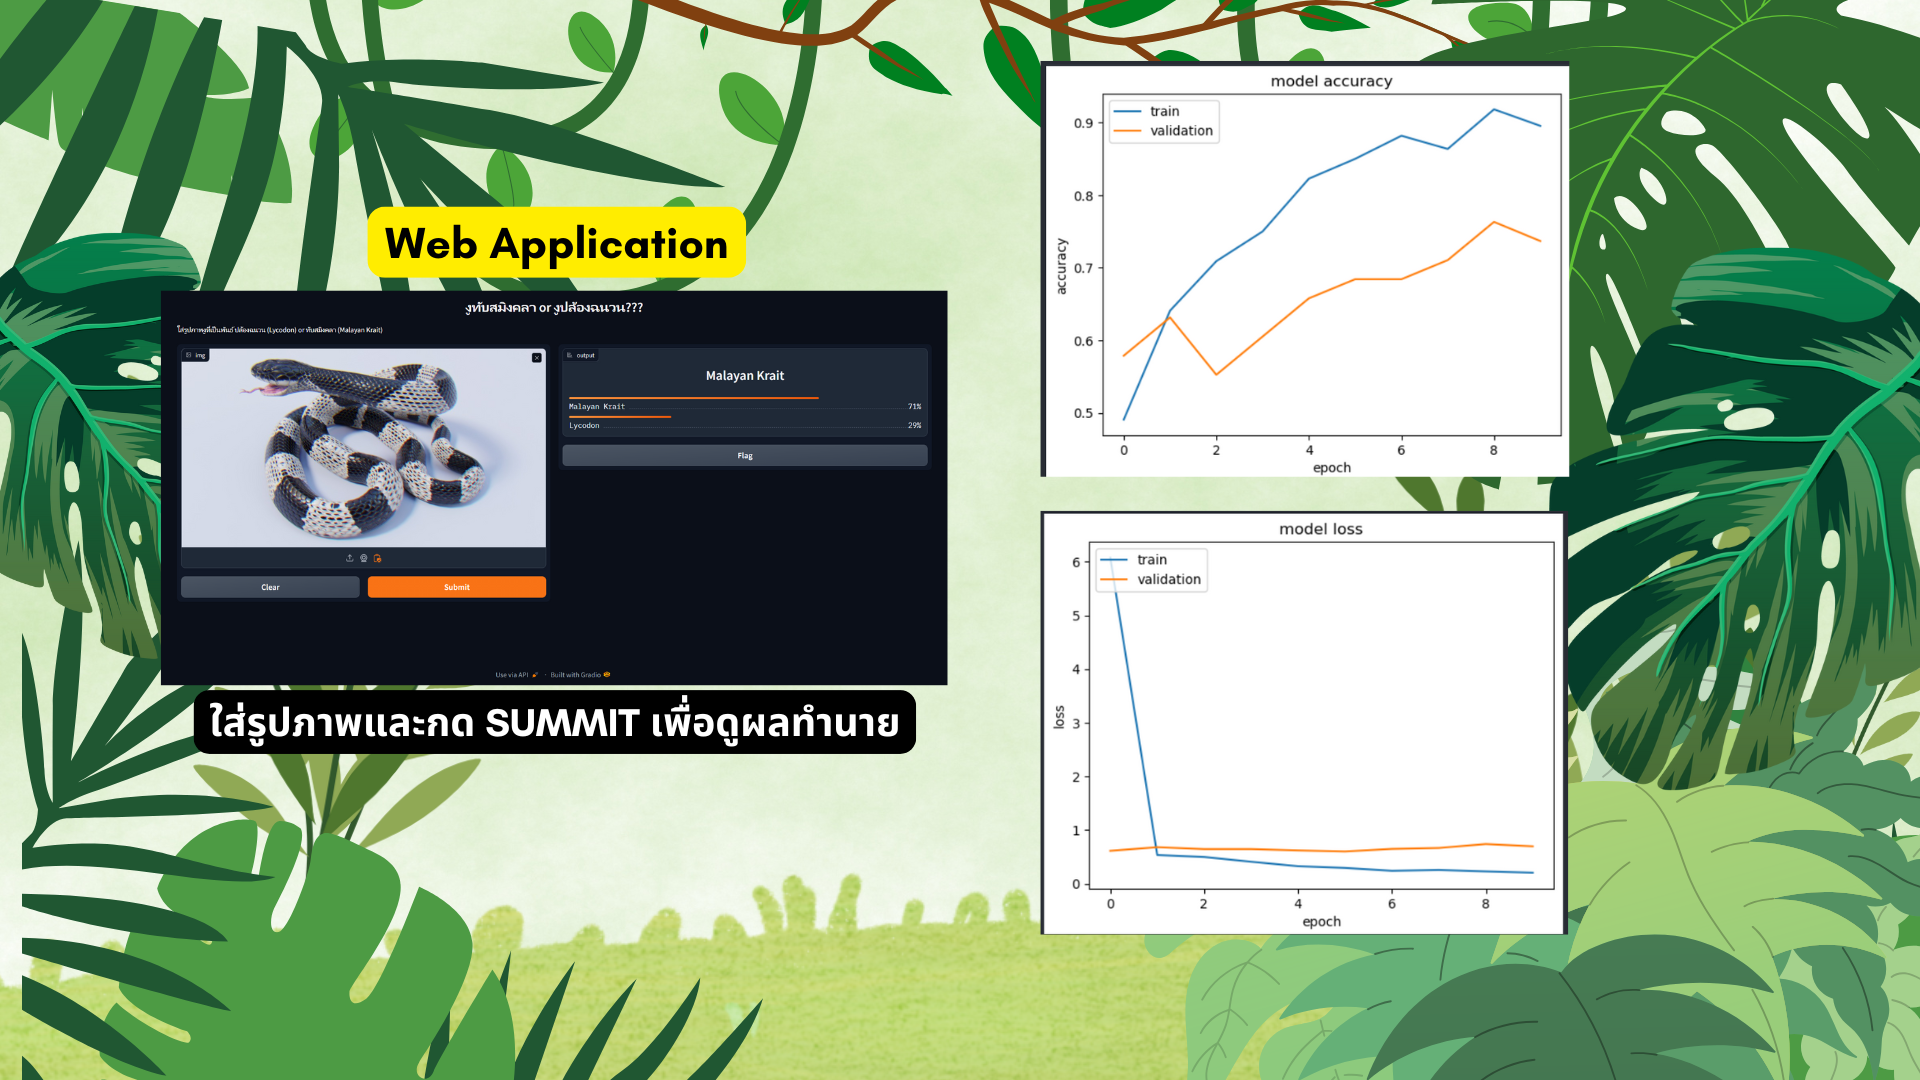 Web Application
งูทับสมิงคลา or งูปล้องฉนวน???
ใส่รูปภาพงูที่เป็นพันธ์ ปล้องฉนวน (Lycodon) or ทับสมิงคลา (Malayan Krait)
img
output
Malayan Krait
Malayan Krait 71%
Lycodon 29%
Flag
Clear
Submit
Use via API · Built with Gradio
ใส่รูปภาพและกด SUMMIT เพื่อดูผลทำนาย
model accuracy
train
validation
accuracy
0.9
0.8
0.7
0.6
0.5
0 2 4 6 8
epoch
model loss
train
validation
loss
6
5
4
3
2
1
0
0 2 4 6 8
epoch